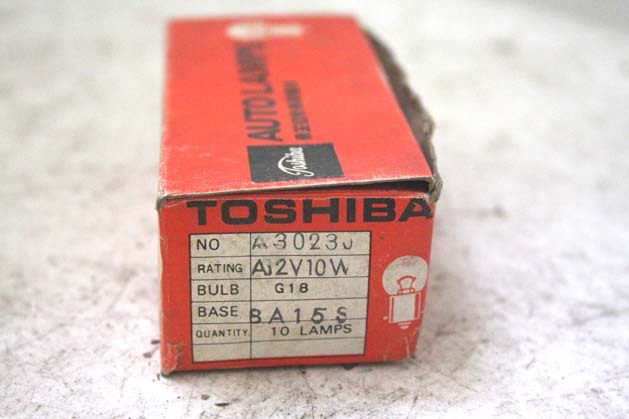 AUTO LAMPS
Toshiba
TOSHIBA
NO A3023J
RATING A12V10W
BULB G18
BASE BA15S
QUANTITY 10 LAMPS